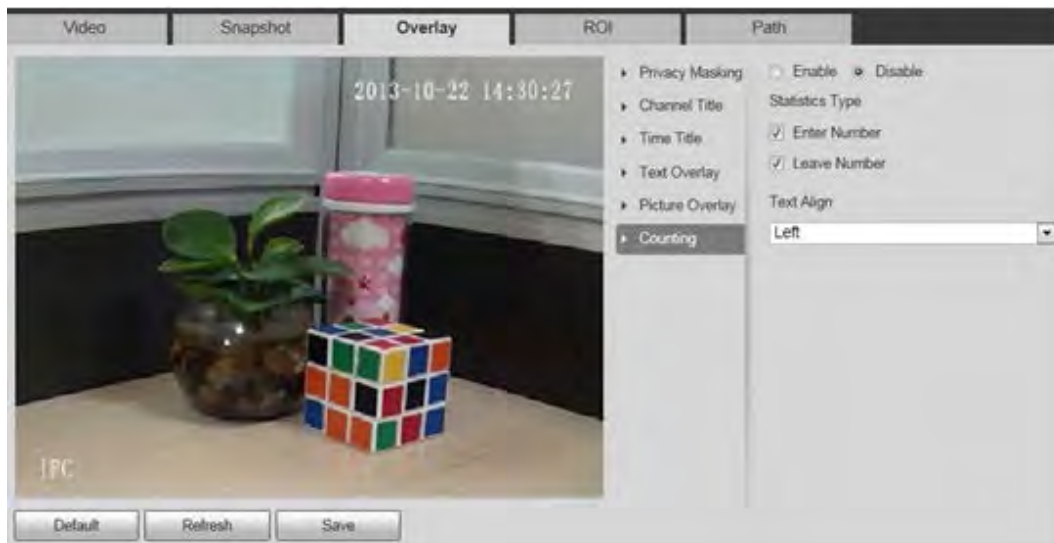 Video Snapshot Overlay ROI Path
2013-10-22 14:30:27
IPC
Privacy Masking
Channel Title
Time Title
Text Overlay
Picture Overlay
Counting
Enable Disable
Statistics Type
Enter Number
Leave Number
Text Align
Left
Default Refresh Save